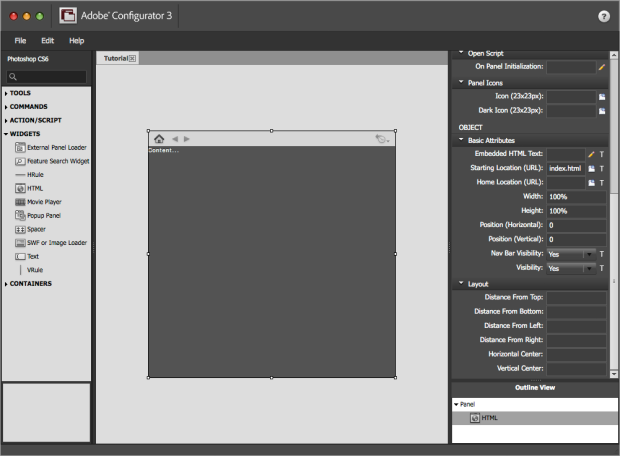 Adobe® Configurator 3
?
File Edit Help
Photoshop CS6
TOOLS
COMMANDS
ACTION/SCRIPT
WIDGETS
External Panel Loader
Feature Search Widget
HRule
HTML
Movie Player
Popup Panel
Spacer
SWF or Image Loader
Text
VRule
CONTAINERS
Tutorial
Content...
Open Script
On Panel Initialization:
Panel Icons
Icon (23x23px):
Dark Icon (23x23px):
OBJECT
Basic Attributes
Embedded HTML Text: T
Starting Location (URL): index.html T
Home Location (URL): T
Width: 100%
Height: 100%
Position (Horizontal): 0
Position (Vertical): 0
Nav Bar Visibility: Yes T
Visibility: Yes T
Layout
Distance From Top:
Distance From Bottom:
Distance From Left:
Distance From Right:
Horizontal Center:
Vertical Center:
Outline View
Panel
HTML